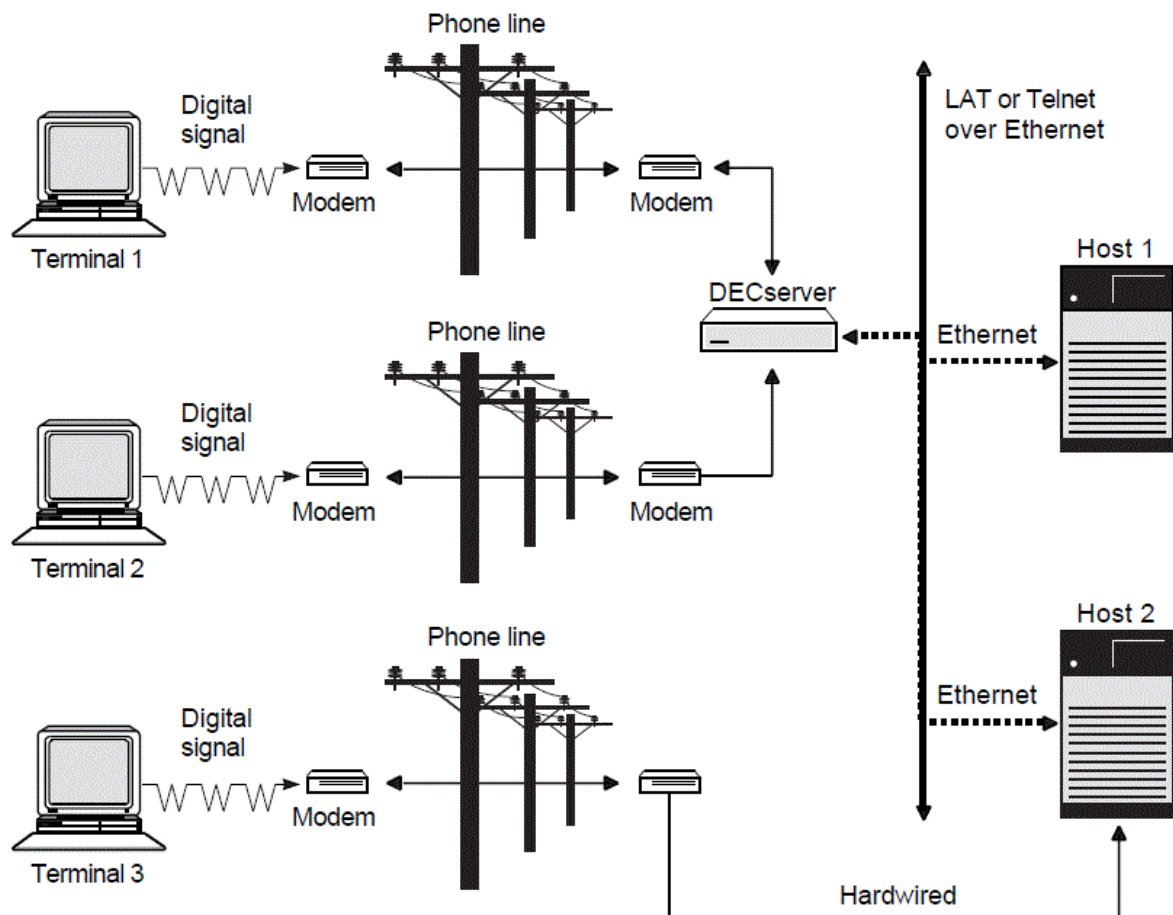 Phone line
Digital
signal
Modem
Modem
Terminal 1
LAT or Telnet
over Ethernet
Host 1
DECserver
Ethernet
Phone line
Digital
signal
Modem
Modem
Terminal 2
Host 2
Phone line
Ethernet
Digital
signal
Modem
Terminal 3
Hardwired